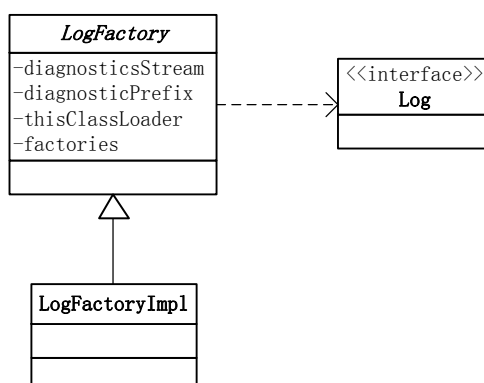 LogFactory
-diagnosticsStream
-diagnosticPrefix
-thisClassLoader
-factories
<<interface>>
Log
LogFactoryImpl